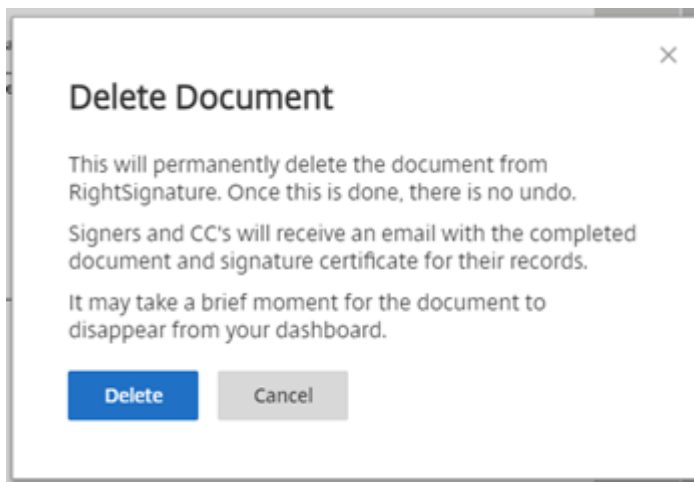 Delete Document
This will permanently delete the document from
RightSignature. Once this is done, there is no undo.
Signers and CC's will receive an email with the completed
document and signature certificate for their records.
It may take a brief moment for the document to
disappear from your dashboard.
Delete
Cancel